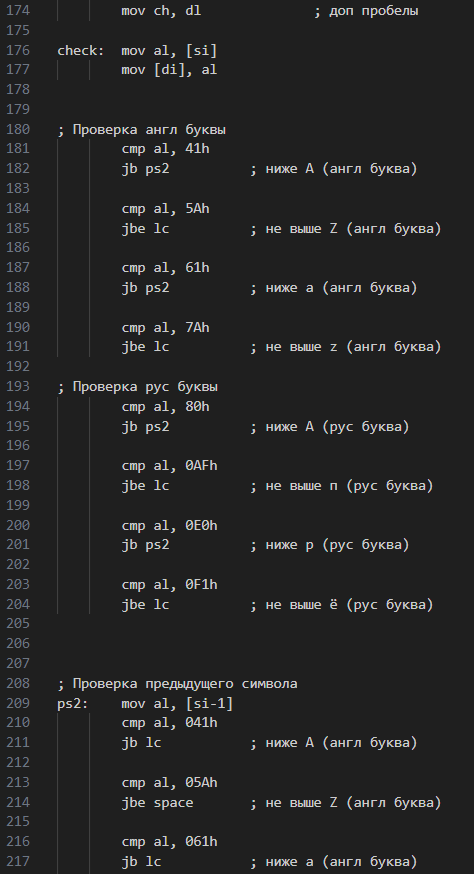 174 mov ch, dl ; доп пробелы
175
176 check: mov al, [si]
177 mov [di], al
178
179
180 ; Проверка англ буквы
181 cmp al, 41h
182 jb ps2 ; ниже A (англ буква)
183
184 cmp al, 5Ah
185 jbe lc ; не выше Z (англ буква)
186
187 cmp al, 61h
188 jb ps2 ; ниже a (англ буква)
189
190 cmp al, 7Ah
191 jbe lc ; не выше z (англ буква)
192
193 ; Проверка рус буквы
194 cmp al, 80h
195 jb ps2 ; ниже А (рус буква)
196
197 cmp al, 0AFh
198 jbe lc ; не выше п (рус буква)
199
200 cmp al, 0E0h
201 jb ps2 ; ниже р (рус буква)
202
203 cmp al, 0F1h
204 jbe lc ; не выше ё (рус буква)
205
206
207
208 ; Проверка предыдущего символа
209 ps2: mov al, [si-1]
210 cmp al, 041h
211 jb lc ; ниже A (англ буква)
212
213 cmp al, 05Ah
214 jbe space ; не выше Z (англ буква)
215
216 cmp al, 061h
217 jb lc ; ниже a (англ буква)